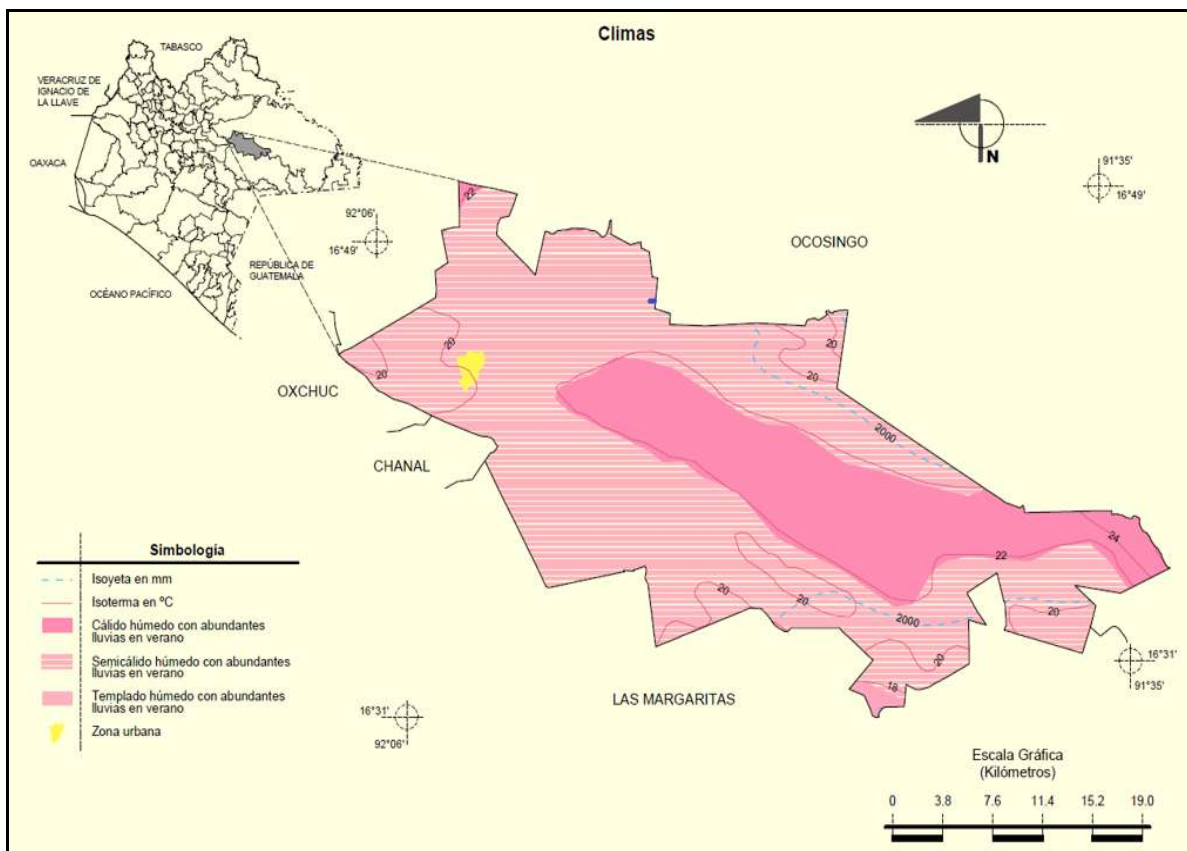 Climas
TABASCO
VERACRUZ DE
IGNACIO DE
LA LLAVE
OAXACA
REPÚBLICA DE
GUATEMALA
OCÉANO PACÍFICO
N
92°06'
16°49'
91°35'
16°49'
OCOSINGO
OXCHUC
CHANAL
LAS MARGARITAS
22
20
20
20
20
2000
24
22
20
20
2000
20
20
18
16°31'
92°06'
16°31'
91°35'
Simbología
Isoyeta en mm
Isoterma en ºC
Cálido húmedo con abundantes
lluvias en verano
Semicálido húmedo con abundantes
lluvias en verano
Templado húmedo con abundantes
lluvias en verano
Zona urbana
Escala Gráfica
(Kilómetros)
0 3.8 7.6 11.4 15.2 19.0